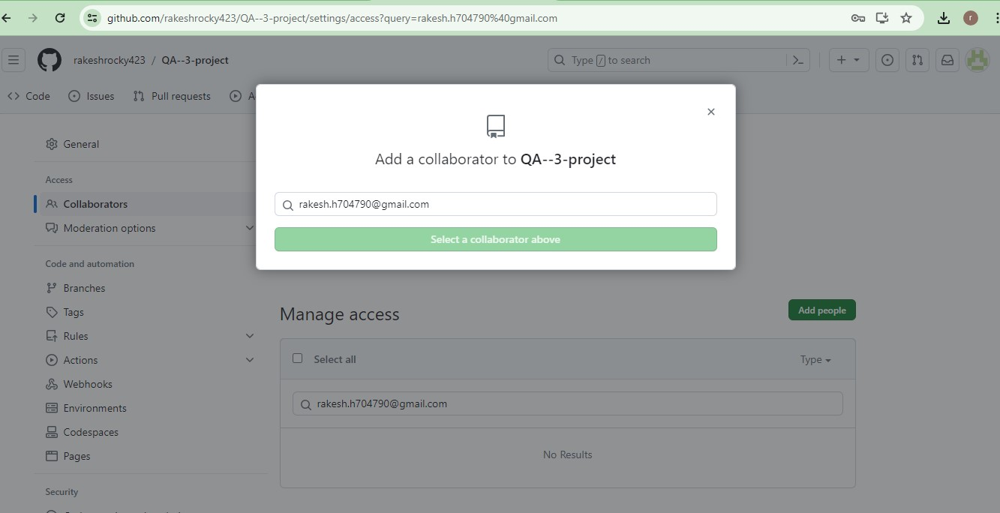 github.com/rakeshrocky423/QA--3-project/settings/access?query=rakesh.h704790%40gmail.com
r
rakeshrocky423 / QA--3-project
Type / to search
Code Issues Pull requests A
Add a collaborator to QA--3-project
rakesh.h704790@gmail.com
Select a collaborator above
General
Access
Collaborators
Moderation options
Code and automation
Branches
Tags
Rules
Actions
Webhooks
Environments
Codespaces
Pages
Security
Manage access
Add people
Select all
Type
rakesh.h704790@gmail.com
No Results